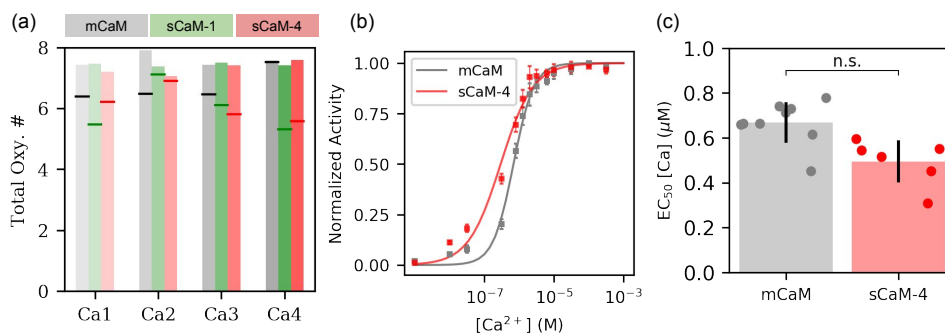 (a)
mCaM sCaM-1 sCaM-4
Total Oxy. #
8
6
4
2
0
Ca1 Ca2 Ca3 Ca4
(b)
Normalized Activity
1.00
0.75
0.50
0.25
0.00
mCaM
sCaM-4
10⁻⁷ 10⁻⁵ 10⁻³
[Ca²⁺] (M)
(c)
EC₅₀ [Ca] (μM)
1.0
0.8
0.6
0.4
0.2
0.0
n.s.
mCaM sCaM-4